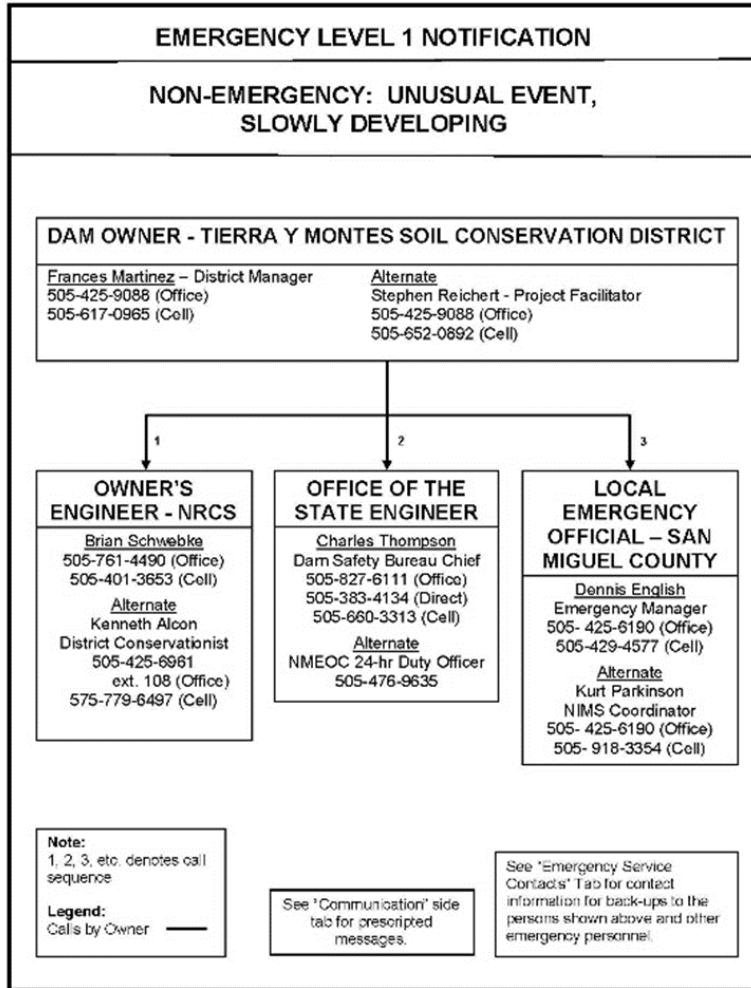 EMERGENCY LEVEL 1 NOTIFICATION
NON-EMERGENCY: UNUSUAL EVENT,
SLOWLY DEVELOPING
DAM OWNER - TIERRA Y MONTES SOIL CONSERVATION DISTRICT
Frances Martinez – District Manager
505-425-9088 (Office)
505-617-0965 (Cell)
Alternate
Stephen Reichert - Project Facilitator
505-425-9088 (Office)
505-652-0892 (Cell)
1
2
3
OWNER'S
ENGINEER - NRCS
Brian Schwebke
505-761-4490 (Office)
505-401-3653 (Cell)
Alternate
Kenneth Alcon
District Conservationist
505-425-6961
ext. 108 (Office)
575-779-6497 (Cell)
OFFICE OF THE
STATE ENGINEER
Charles Thompson
Dam Safety Bureau Chief
505-827-6111 (Office)
505-383-4134 (Direct)
505-660-3313 (Cell)
Alternate
NMEOC 24-hr Duty Officer
505-476-9635
LOCAL
EMERGENCY
OFFICIAL – SAN
MIGUEL COUNTY
Dennis English
Emergency Manager
505- 425-6190 (Office)
505-429-4577 (Cell)
Alternate
Kurt Parkinson
NIMS Coordinator
505- 425-6190 (Office)
505- 918-3354 (Cell)
Note:
1, 2, 3, etc. denotes call
sequence
Legend:
Calls by Owner
See "Communication" side
tab for prescripted
messages.
See "Emergency Service
Contacts" Tab for contact
information for back-ups to the
persons shown above and other
emergency personnel.